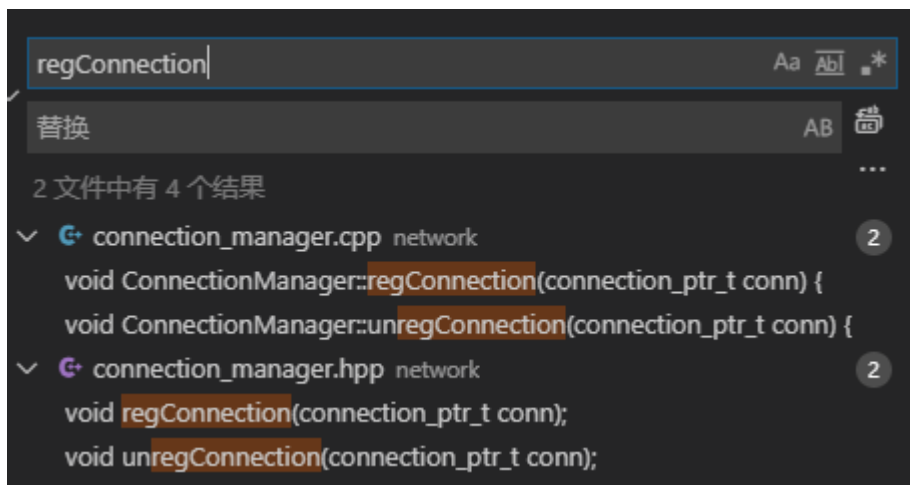 regConnection Aa Abl .*
替换 AB
2 文件中有 4 个结果 ...
connection_manager.cpp network 2
void ConnectionManager::regConnection(connection_ptr_t conn) {
void ConnectionManager::unregConnection(connection_ptr_t conn) {
connection_manager.hpp network 2
void regConnection(connection_ptr_t conn);
void unregConnection(connection_ptr_t conn);